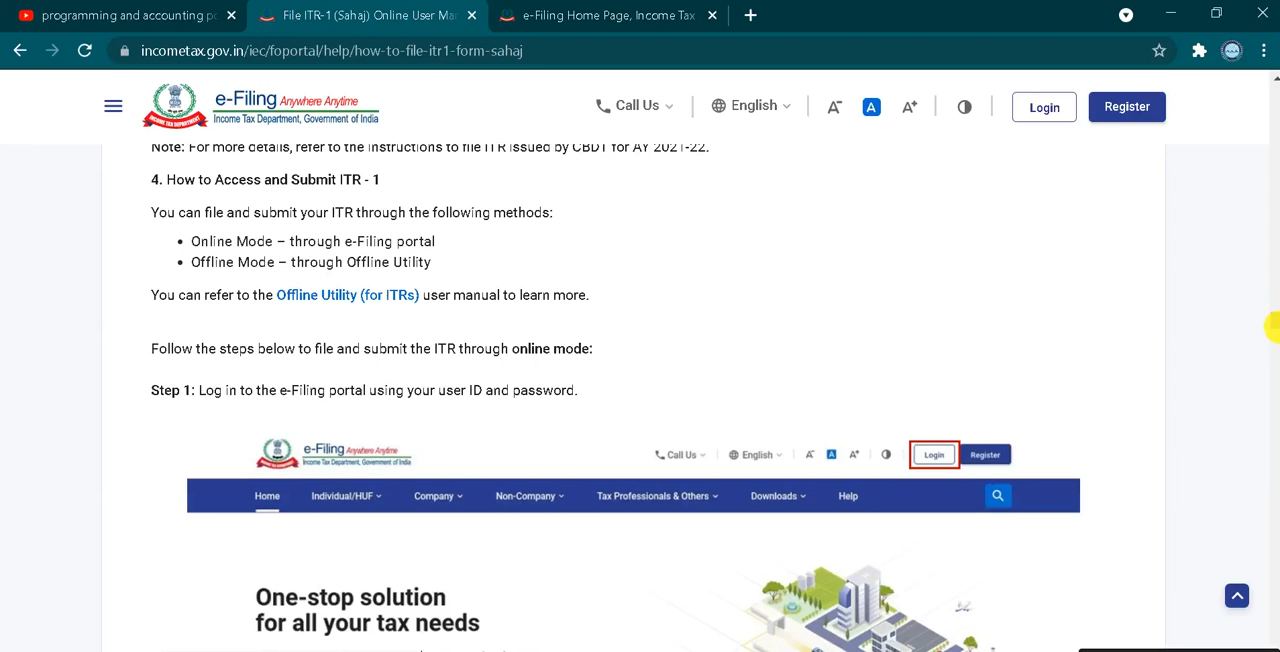 programming and accounting po
File ITR-1 (Sahaj) Online User Ma
e-Filing Home Page, Income Tax
incometax.gov.in/iec/foportal/help/how-to-file-itr1-form-sahaj
e-Filing Anywhere Anytime
Income Tax Department, Government of India
Call Us
English
A-
A
A+
Login
Register
Note: For more details, refer to the instructions to file ITR issued by CBDT for AY 2021-22.
4. How to Access and Submit ITR - 1
You can file and submit your ITR through the following methods:
• Online Mode – through e-Filing portal
• Offline Mode – through Offline Utility
You can refer to the Offline Utility (for ITRs) user manual to learn more.
Follow the steps below to file and submit the ITR through online mode:
Step 1: Log in to the e-Filing portal using your user ID and password.
e-Filing Anywhere Anytime
Income Tax Department, Government of India
Call Us
English
A-
A
A+
Login
Register
Home Individual/HUF Company Non-Company Tax Professionals & Others Downloads Help
One-stop solution
for all your tax needs